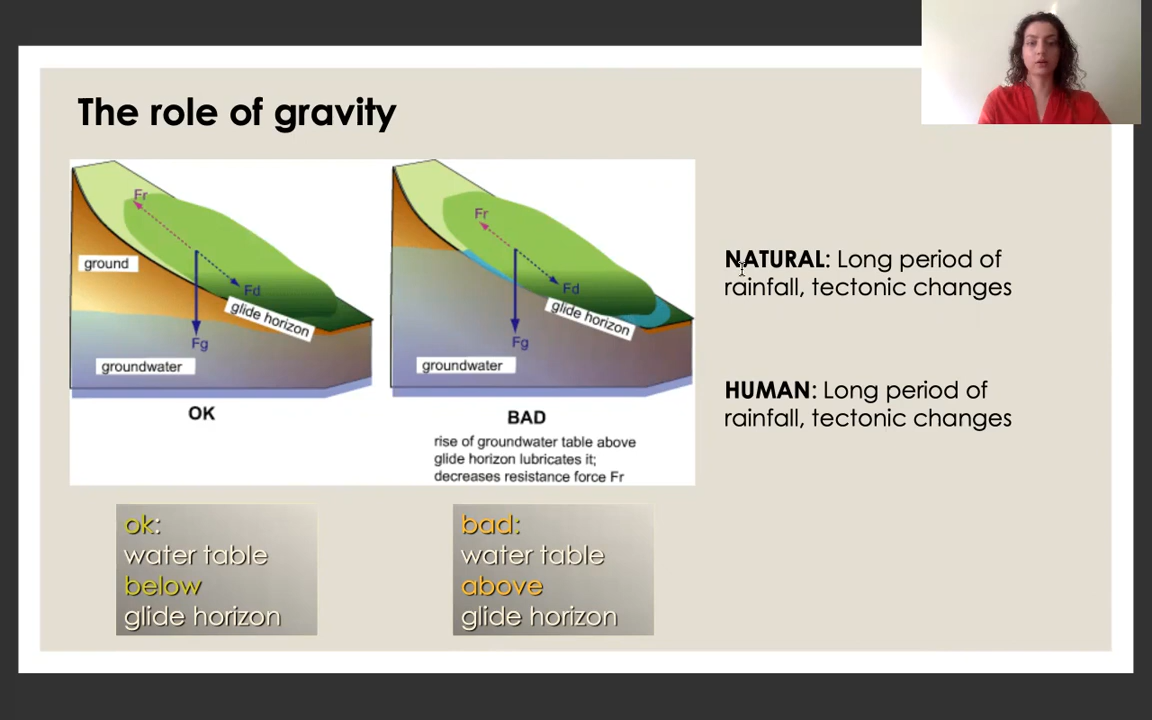 The role of gravity
Fr
ground
Fd
glide horizon
Fg
groundwater
OK
Fr
Fd
glide horizon
Fg
groundwater
BAD
rise of groundwater table above
glide horizon lubricates it;
decreases resistance force Fr
ok:
water table
below
glide horizon
bad:
water table
above
glide horizon
NATURAL: Long period of
rainfall, tectonic changes
HUMAN: Long period of
rainfall, tectonic changes